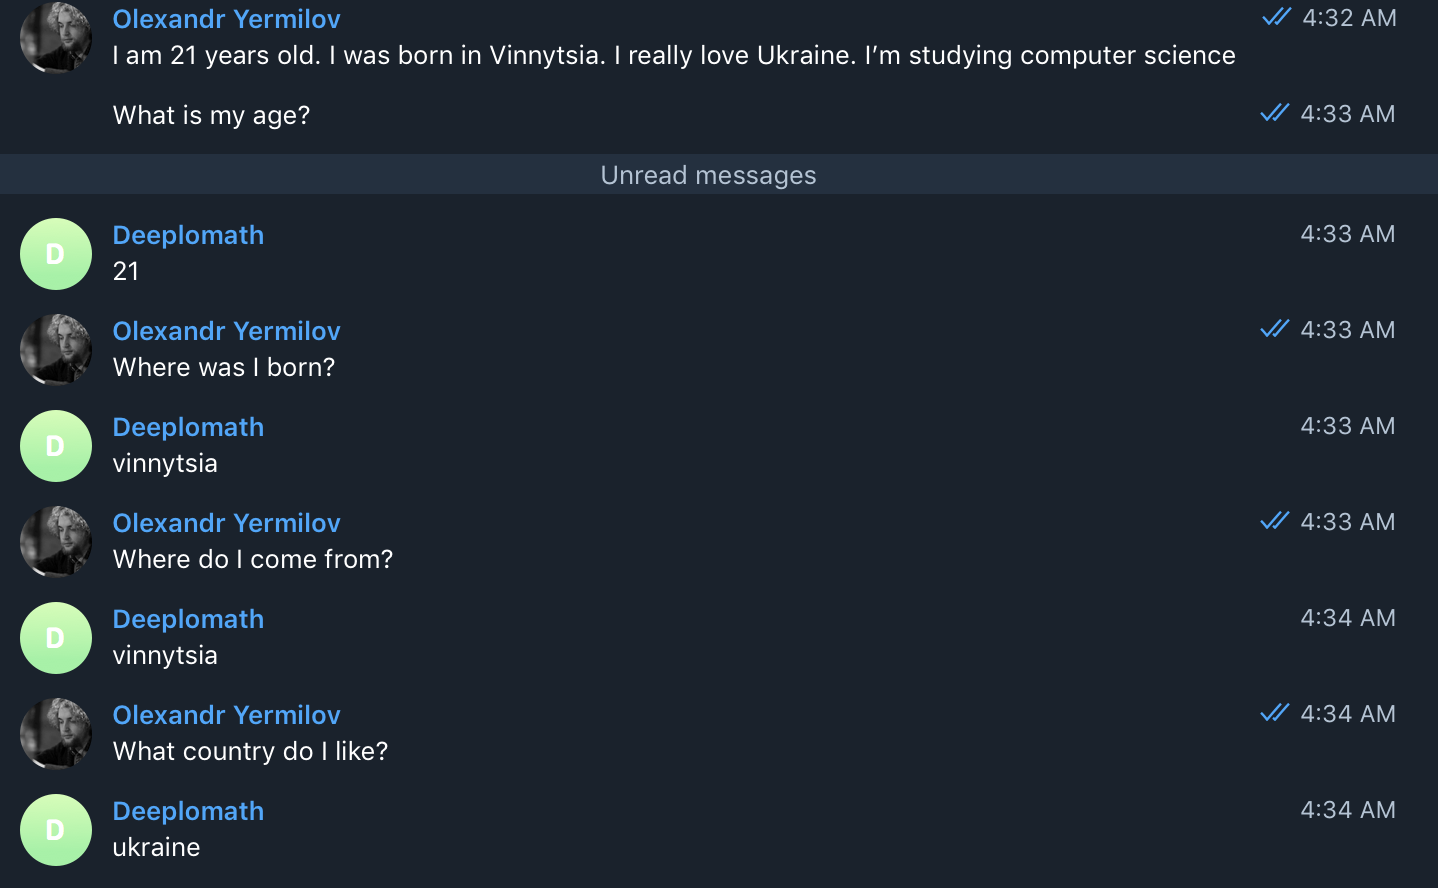 Olexandr Yermilov 4:32 AM
I am 21 years old. I was born in Vinnytsia. I really love Ukraine. I’m studying computer science
What is my age? 4:33 AM
Unread messages
D Deeplomath 4:33 AM
21
Olexandr Yermilov 4:33 AM
Where was I born?
D Deeplomath 4:33 AM
vinnytsia
Olexandr Yermilov 4:33 AM
Where do I come from?
D Deeplomath 4:34 AM
vinnytsia
Olexandr Yermilov 4:34 AM
What country do I like?
D Deeplomath 4:34 AM
ukraine